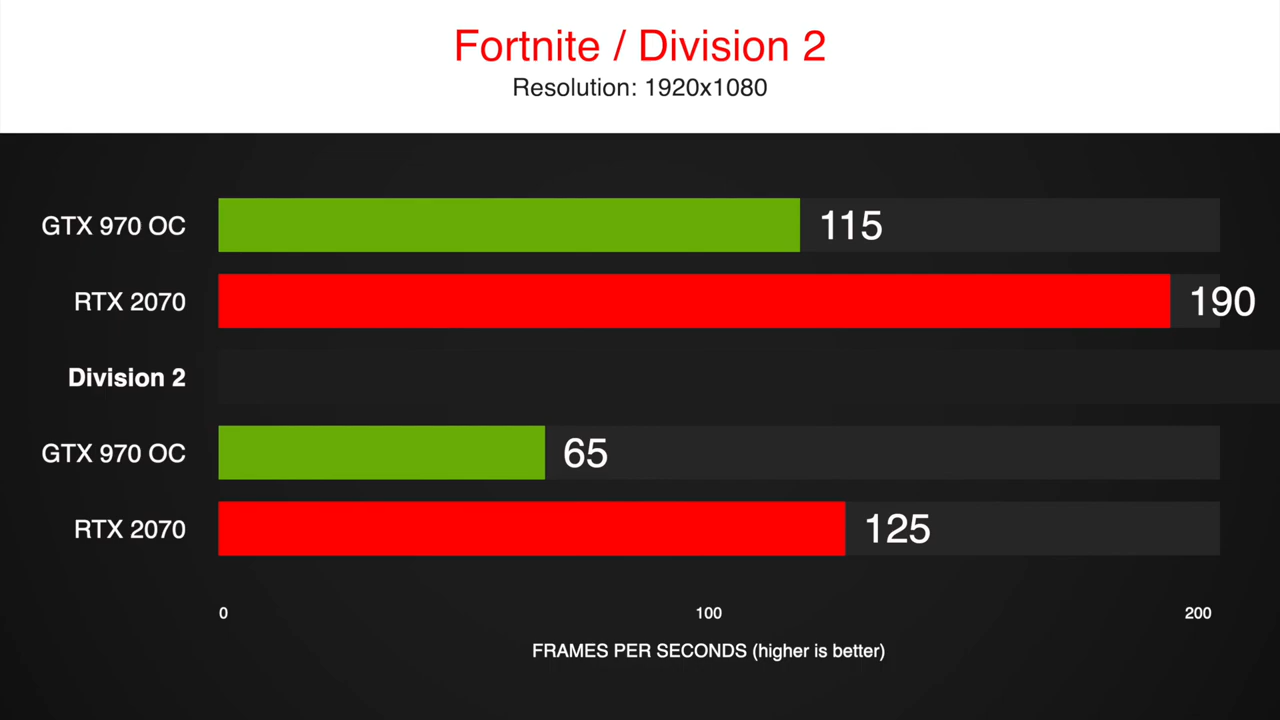 Fortnite / Division 2
Resolution: 1920x1080
GTX 970 OC 115
RTX 2070 190
Division 2
GTX 970 OC 65
RTX 2070 125
0 100 200
FRAMES PER SECONDS (higher is better)